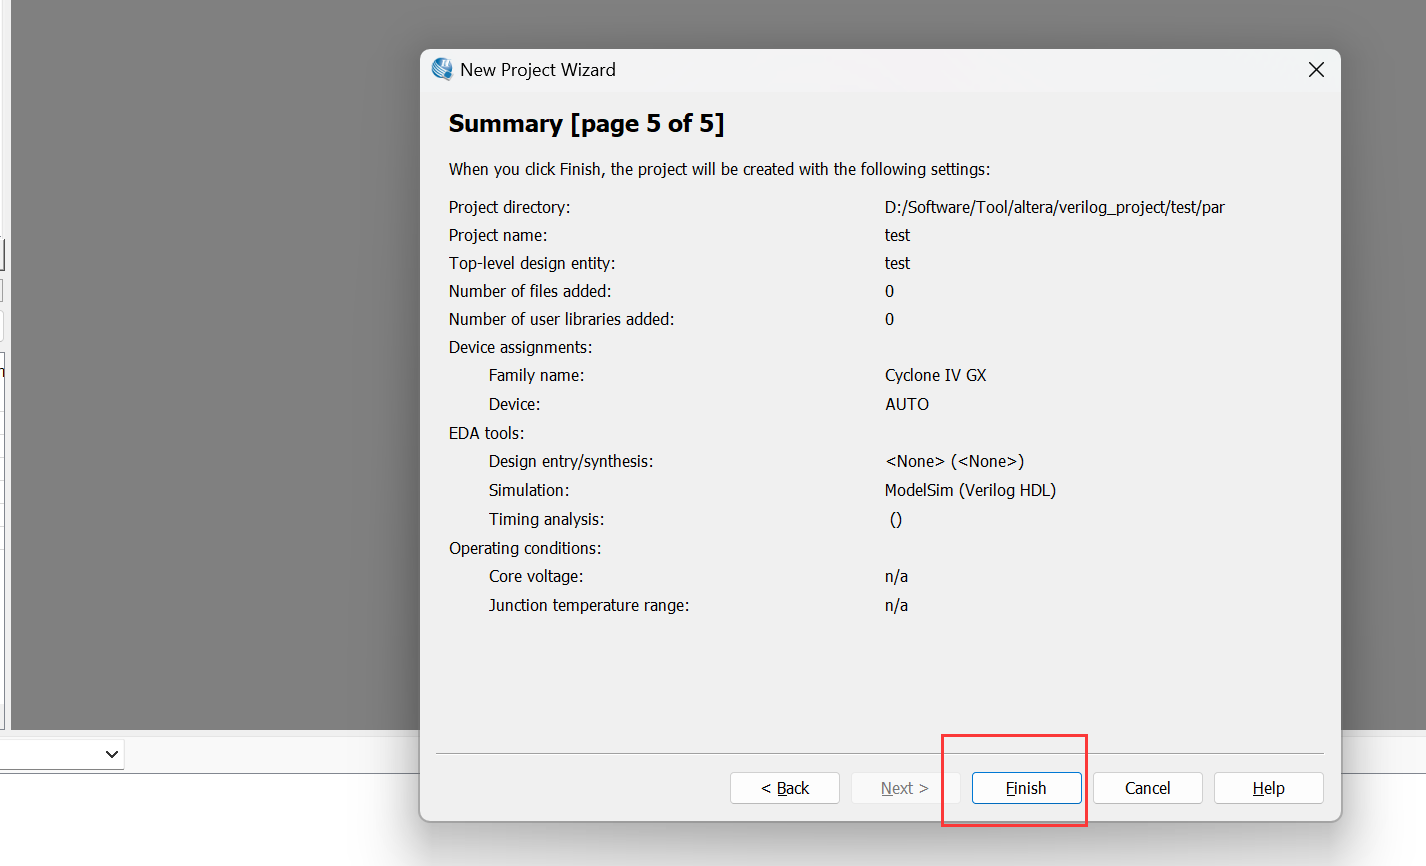 New Project Wizard
Summary [page 5 of 5]
When you click Finish, the project will be created with the following settings:
Project directory: D:/Software/Tool/altera/verilog_project/test/par
Project name: test
Top-level design entity: test
Number of files added: 0
Number of user libraries added: 0
Device assignments:
Family name: Cyclone IV GX
Device: AUTO
EDA tools:
Design entry/synthesis: <None> (<None>)
Simulation: ModelSim (Verilog HDL)
Timing analysis: ()
Operating conditions:
Core voltage: n/a
Junction temperature range: n/a
< Back Next > Finish Cancel Help